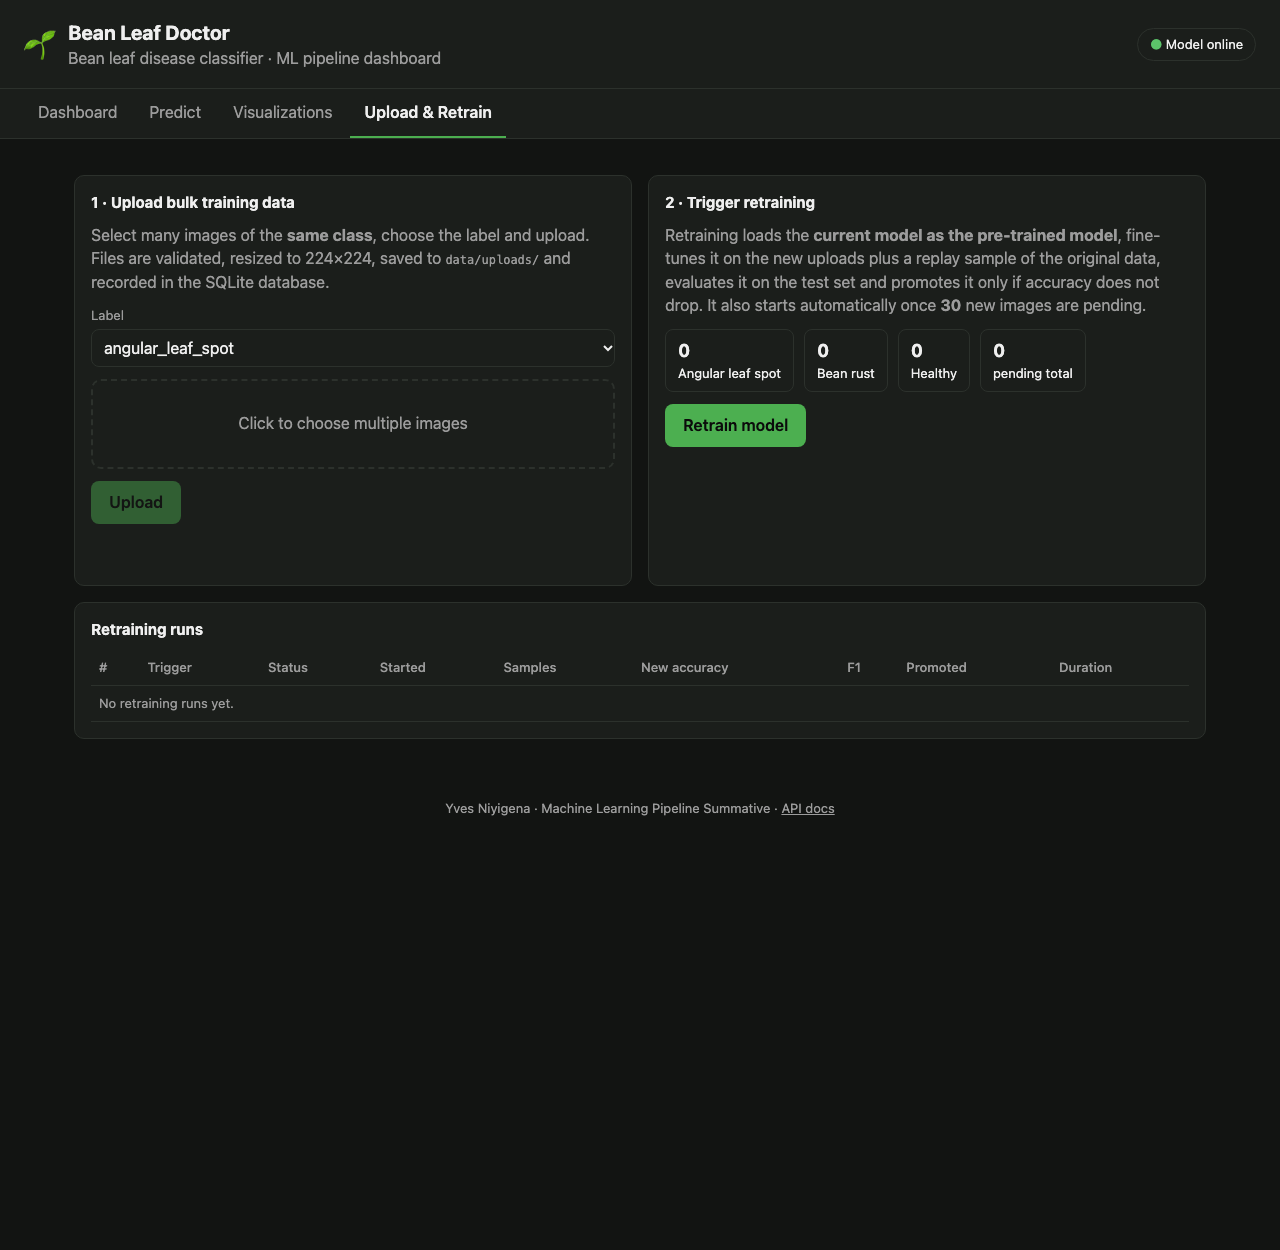 Bean Leaf Doctor
Bean leaf disease classifier · ML pipeline dashboard
Model online
Dashboard
Predict
Visualizations
Upload & Retrain
1 · Upload bulk training data
Select many images of the same class, choose the label and upload.
Files are validated, resized to 224×224, saved to data/uploads/ and
recorded in the SQLite database.
Label
angular_leaf_spot
Click to choose multiple images
Upload
2 · Trigger retraining
Retraining loads the current model as the pre-trained model, fine-
tunes it on the new uploads plus a replay sample of the original data,
evaluates it on the test set and promotes it only if accuracy does not
drop. It also starts automatically once 30 new images are pending.
0
Angular leaf spot
0
Bean rust
0
Healthy
0
pending total
Retrain model
Retraining runs
# Trigger Status Started Samples New accuracy F1 Promoted Duration
No retraining runs yet.
Yves Niyigena · Machine Learning Pipeline Summative · API docs